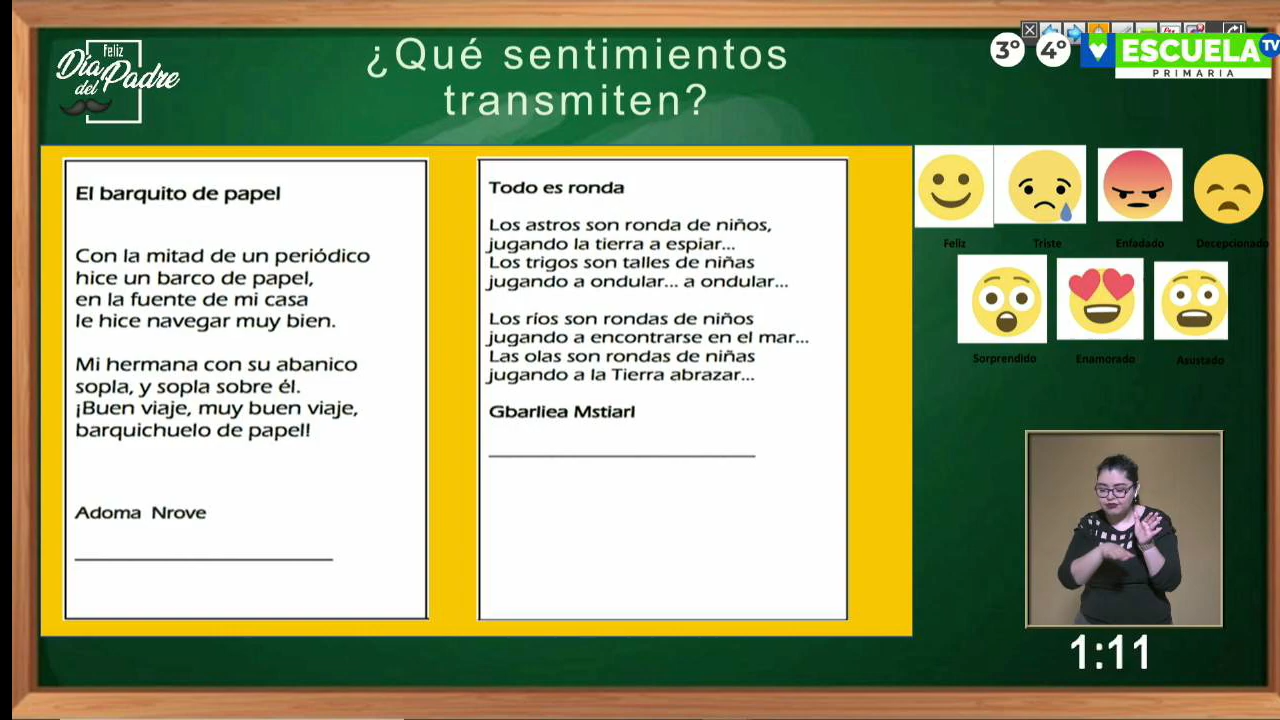 Feliz
Día
del Padre
¿Qué sentimientos
transmiten?
3° 4°
ESCUELA TV
PRIMARIA
El barquito de papel
Con la mitad de un periódico
hice un barco de papel,
en la fuente de mi casa
le hice navegar muy bien.
Mi hermana con su abanico
sopla, y sopla sobre él.
¡Buen viaje, muy buen viaje,
barquichuelo de papel!
Adoma Nrove
Todo es ronda
Los astros son ronda de niños,
jugando la tierra a espiar...
Los trigos son talles de niñas
jugando a ondular... a ondular...
Los ríos son rondas de niños
jugando a encontrarse en el mar...
Las olas son rondas de niñas
jugando a la Tierra abrazar...
Gbarliea Mstiarl
Feliz
Triste
Enfadado
Decepcionado
Sorprendido
Enamorado
Asustado
1:11